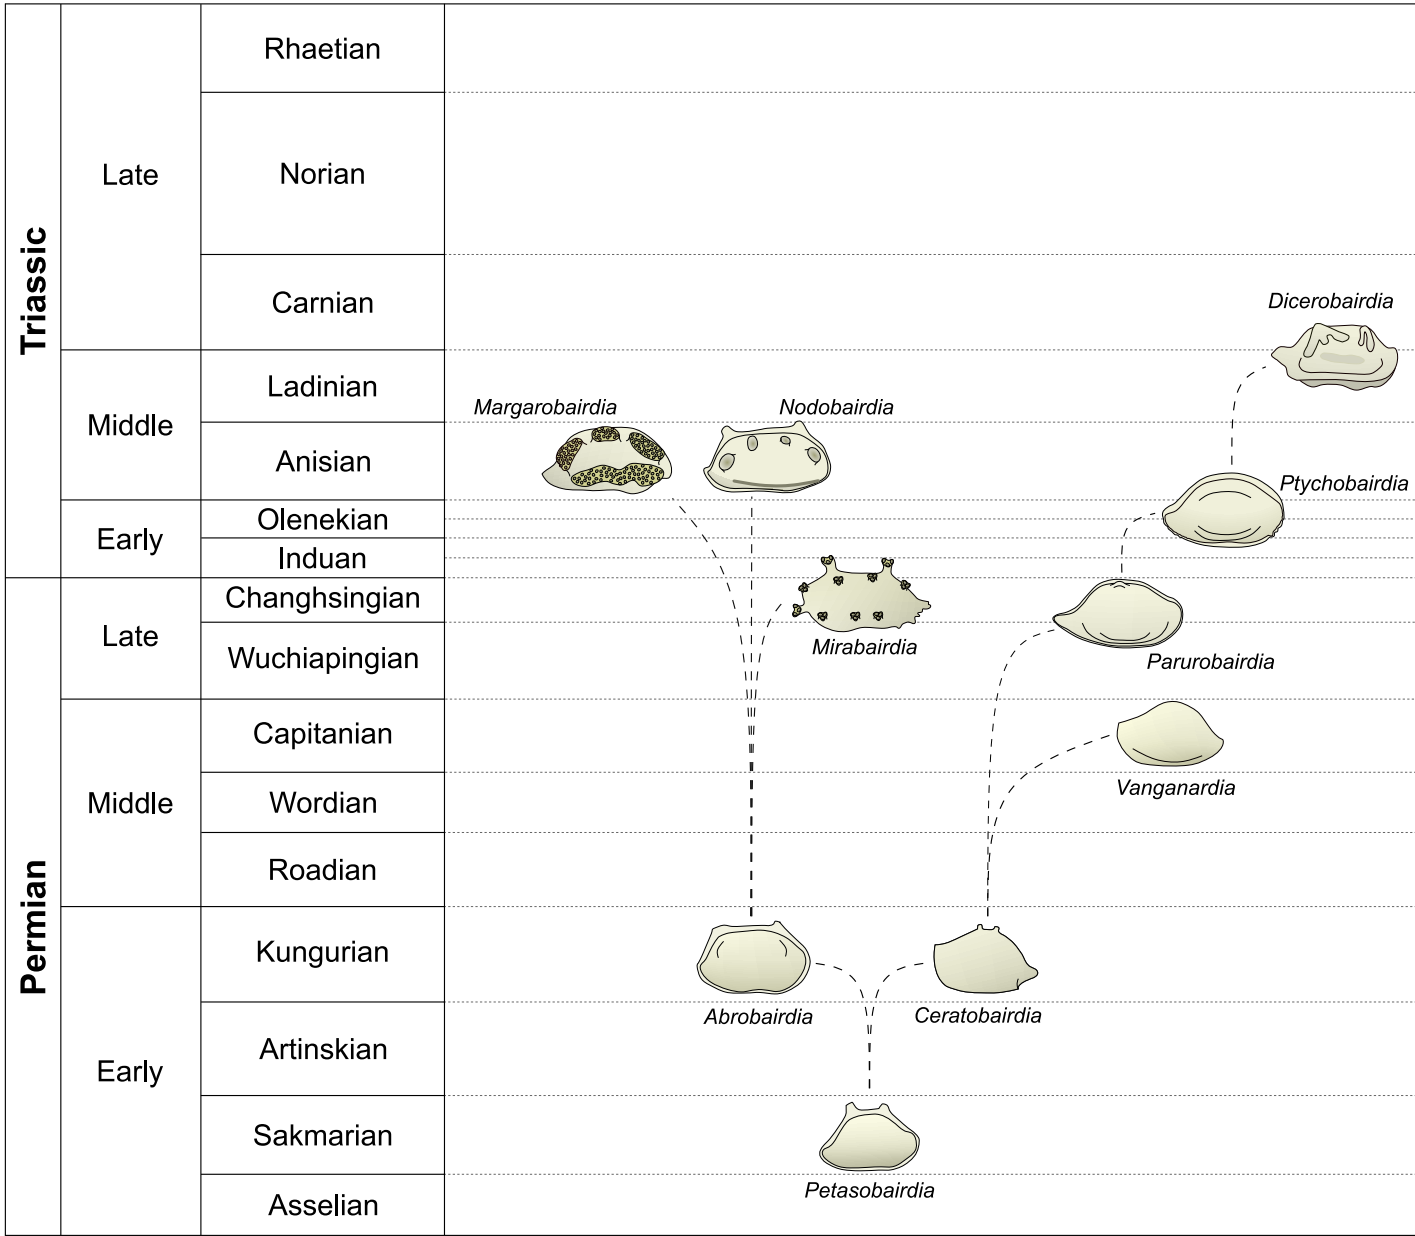 Triassic
Late
Rhaetian
Norian
Carnian
Dicerobairdia
Middle
Ladinian
Margarobairdia
Nodobairdia
Anisian
Ptychobairdia
Early
Olenekian
Induan
Permian
Late
Changhsingian
Mirabairdia
Wuchiapingian
Parurobairdia
Middle
Capitanian
Vanganardia
Wordian
Roadian
Early
Kungurian
Abrobairdia
Ceratobairdia
Artinskian
Sakmarian
Petasobairdia
Asselian